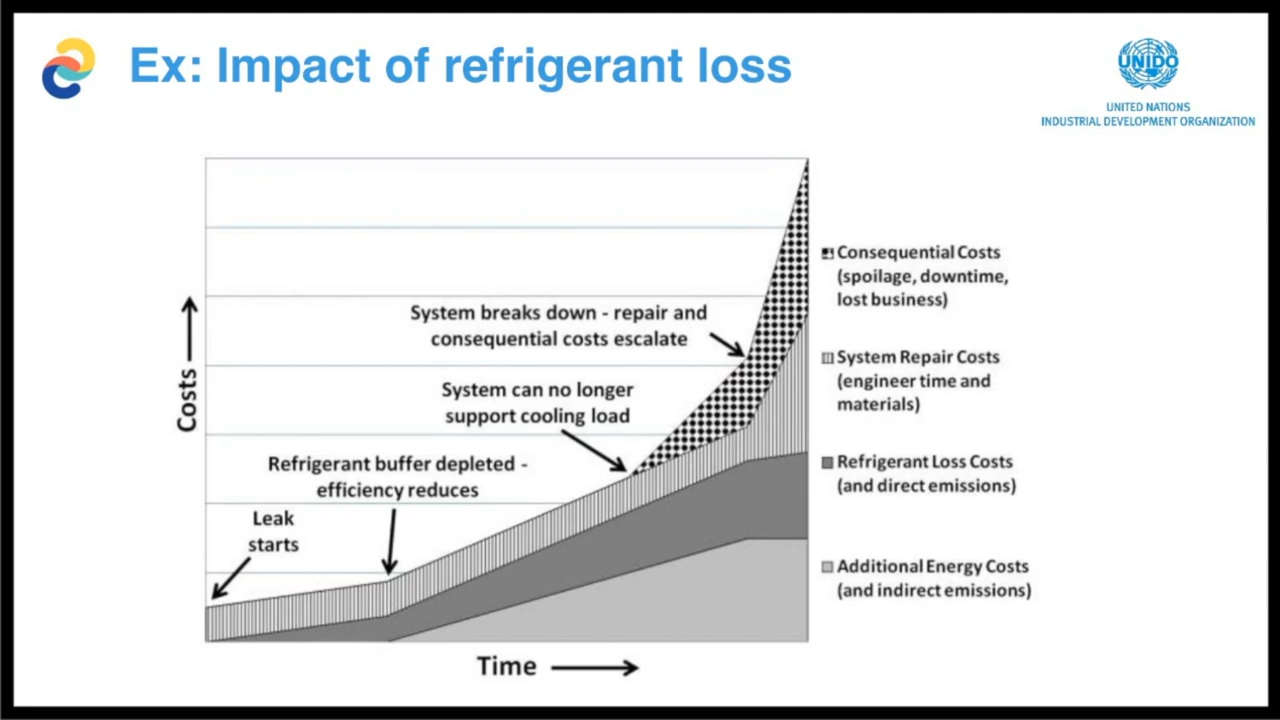 Ex: Impact of refrigerant loss
UNIDO
UNITED NATIONS
INDUSTRIAL DEVELOPMENT ORGANIZATION
Costs
System breaks down - repair and
consequential costs escalate
System can no longer
support cooling load
Refrigerant buffer depleted -
efficiency reduces
Leak
starts
Consequential Costs
(spoilage, downtime,
lost business)
System Repair Costs
(engineer time and
materials)
Refrigerant Loss Costs
(and direct emissions)
Additional Energy Costs
(and indirect emissions)
Time